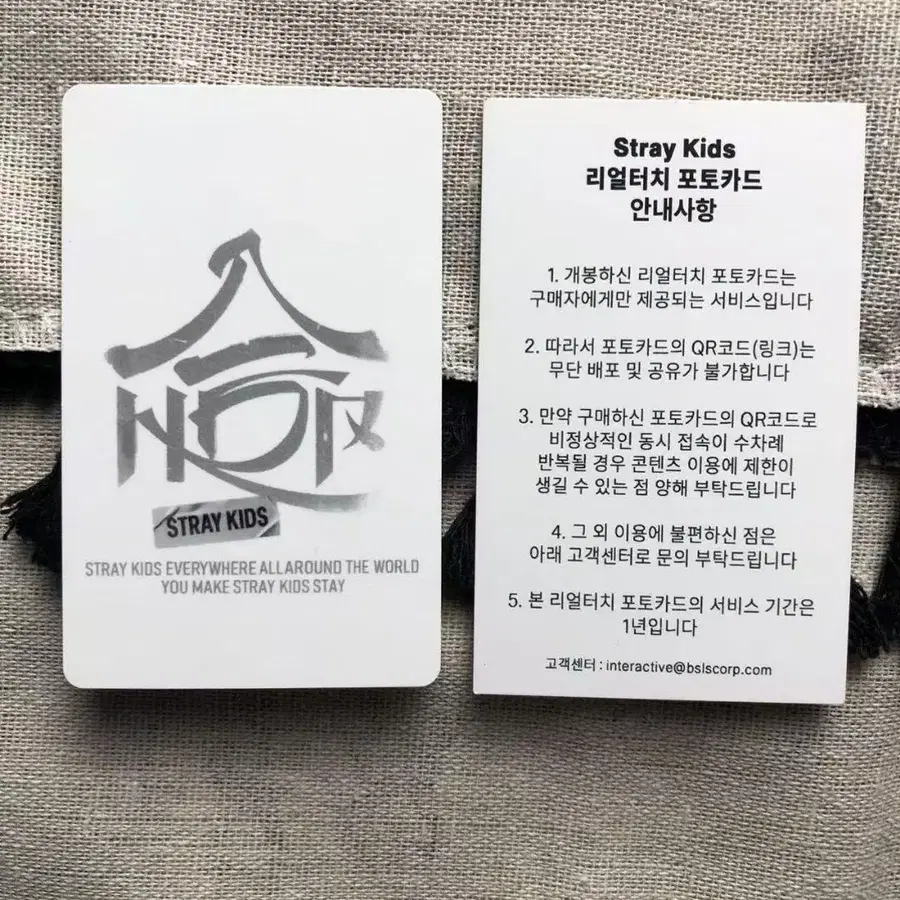 STRAY KIDS
STRAY KIDS EVERYWHERE ALL AROUND THE WORLD
YOU MAKE STRAY KIDS STAY
Stray Kids
리얼터치 포토카드
안내사항
1. 개봉하신 리얼터치 포토카드는
구매자에게만 제공되는 서비스입니다
2. 따라서 포토카드의 QR코드(링크)는
무단 배포 및 공유가 불가합니다
3. 만약 구매하신 포토카드의 QR코드로
비정상적인 동시 접속이 수차례
반복될 경우 콘텐츠 이용에 제한이
생길 수 있는 점 양해 부탁드립니다
4. 그 외 이용에 불편하신 점은
아래 고객센터로 문의 부탁드립니다
5. 본 리얼터치 포토카드의 서비스 기간은
1년입니다
고객센터 : interactive@bslscorp.com